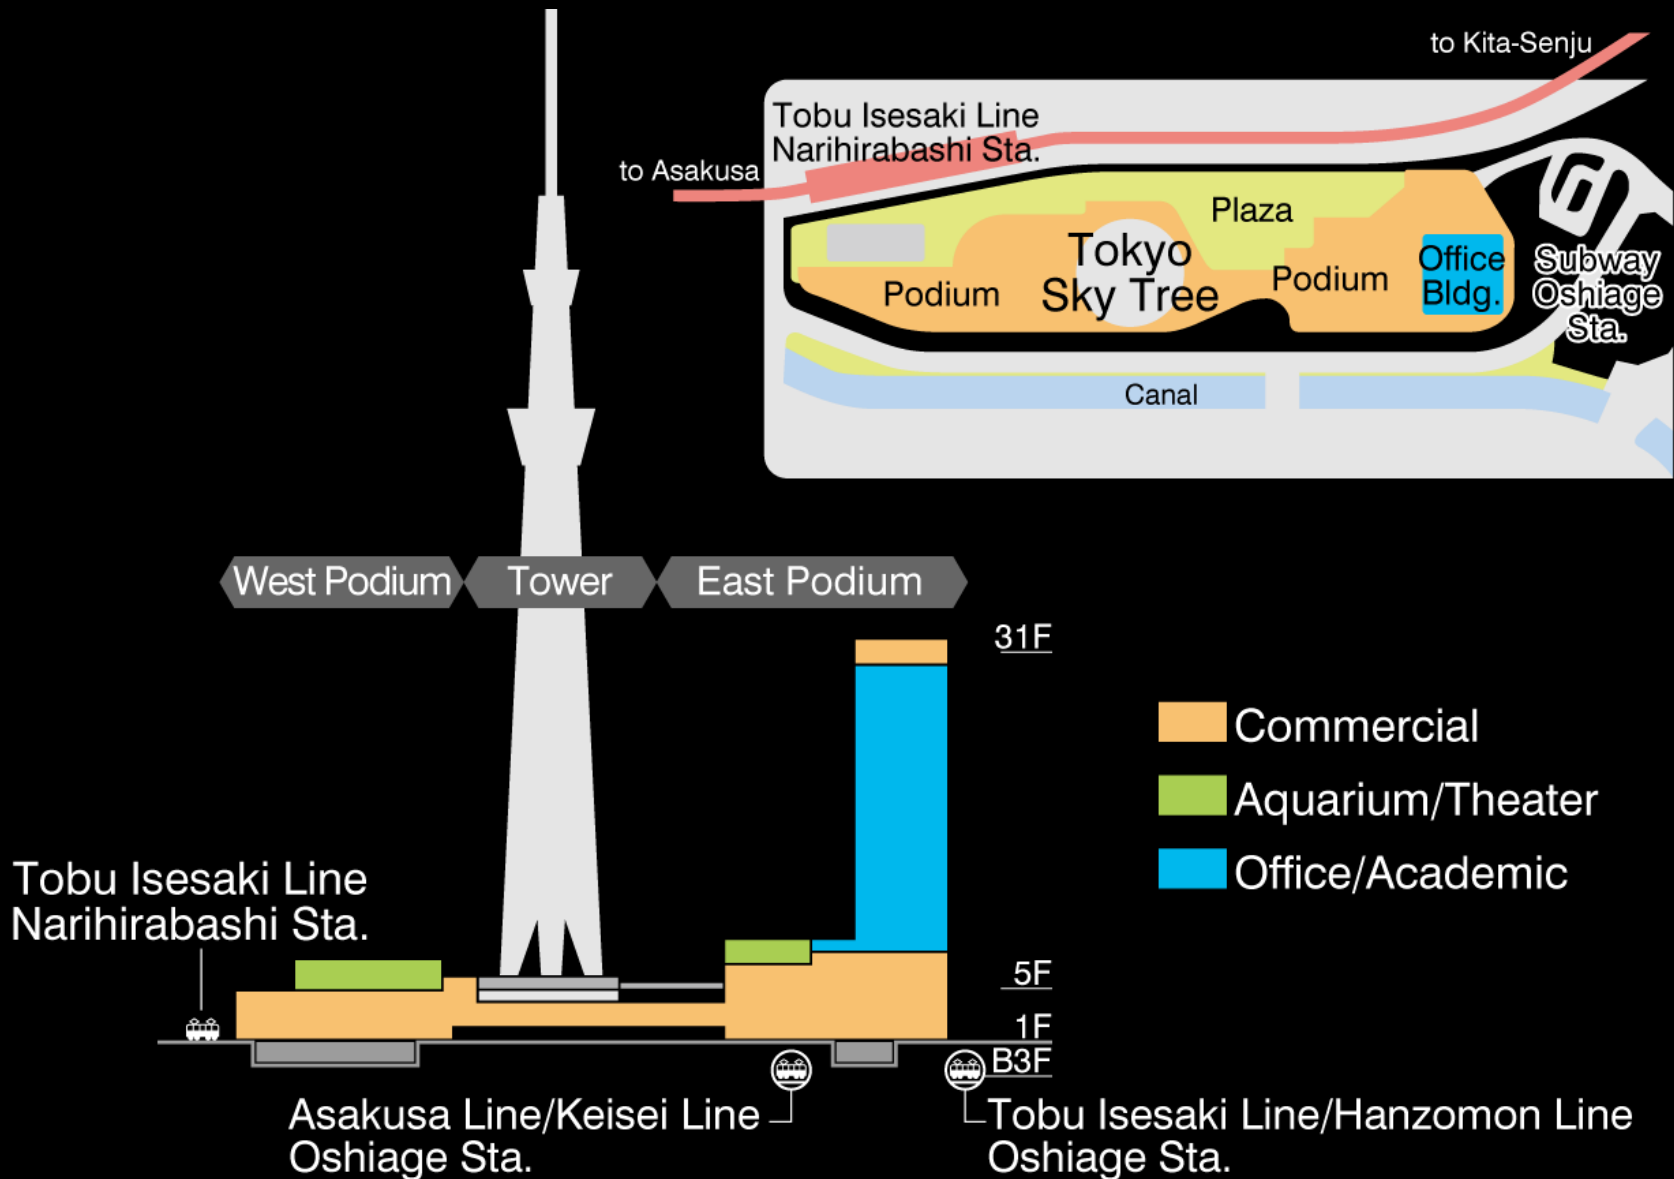 to Kita-Senju
Tobu Isesaki Line
Narihirabashi Sta.
to Asakusa
Plaza
Tokyo
Sky Tree
Podium
Podium
Office
Bldg.
Subway
Oshiage
Sta.
Canal
West Podium
Tower
East Podium
31F
Commercial
Aquarium/Theater
Office/Academic
Tobu Isesaki Line
Narihirabashi Sta.
5F
1F
B3F
Asakusa Line/Keisei Line
Oshiage Sta.
Tobu Isesaki Line/Hanzomon Line
Oshiage Sta.